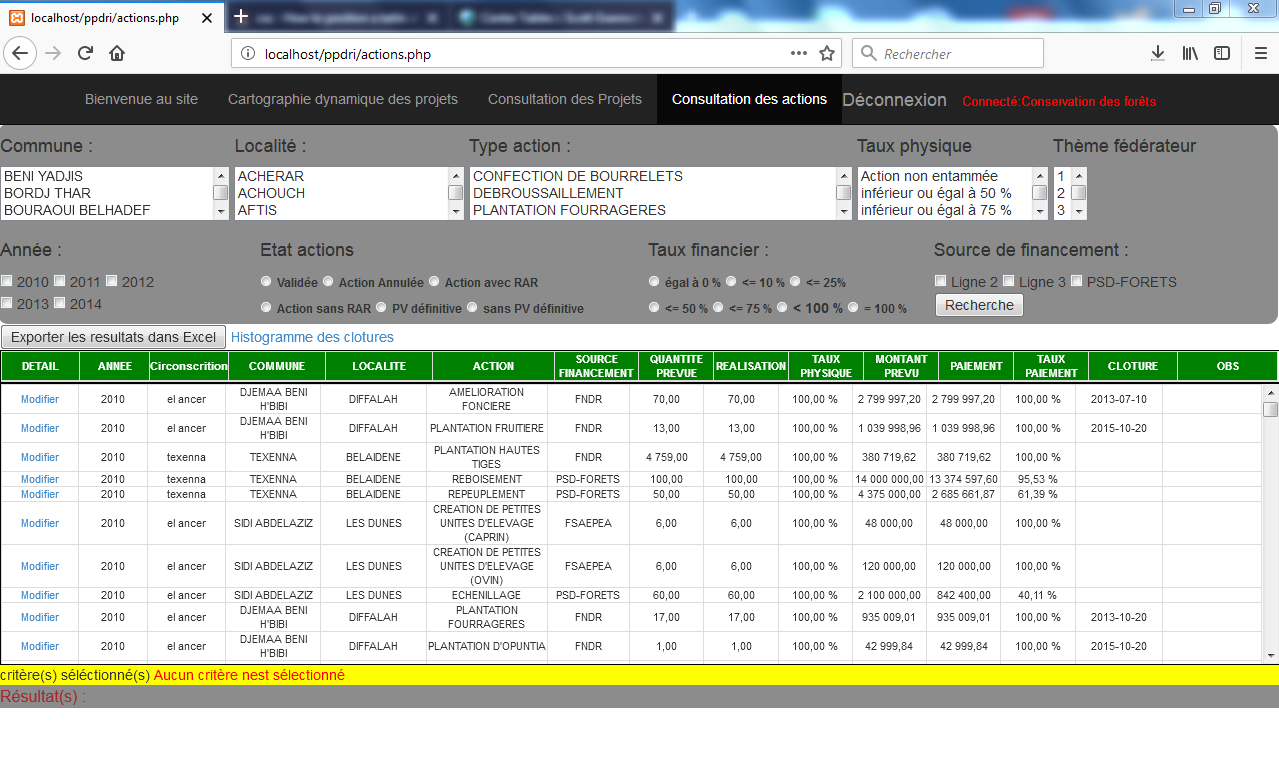 localhost/ppdri/actions.php
localhost/ppdri/actions.php
Rechercher
Bienvenue au site Cartographie dynamique des projets Consultation des Projets Consultation des actions Déconnexion Connecté:Conservation des forêts
Commune : Localité : Type action : Taux physique Thème fédérateur
BENI YADJIS ACHERAR CONFECTION DE BOURRELETS Action non entammée 1
BORDJ THAR ACHOUCH DEBROUSSAILLEMENT inférieur ou égal à 50 % 2
BOURAOUI BELHADEF AFTIS PLANTATION FOURRAGERES inférieur ou égal à 75 % 3
Année : Etat actions Taux financier : Source de financement :
2010 2011 2012 Validée Action Annulée Action avec RAR égal à 0 % <= 10 % <= 25% Ligne 2 Ligne 3 PSD-FORETS
2013 2014 Action sans RAR PV définitive sans PV définitive <= 50 % <= 75 % < 100 % = 100 % Recherche
Exporter les resultats dans Excel Histogramme des clotures
DETAIL ANNEE Circonscrition COMMUNE LOCALITE ACTION SOURCE FINANCEMENT QUANTITE PREVUE REALISATION TAUX PHYSIQUE MONTANT PREVU PAIEMENT TAUX PAIEMENT CLOTURE OBS
Modifier 2010 el ancer DJEMAA BENI H'BIBI DIFFALAH AMELIORATION FONCIERE FNDR 70,00 70,00 100,00 % 2 799 997,20 2 799 997,20 100,00 % 2013-07-10
Modifier 2010 el ancer DJEMAA BENI H'BIBI DIFFALAH PLANTATION FRUITIERE FNDR 13,00 13,00 100,00 % 1 039 998,96 1 039 998,96 100,00 % 2015-10-20
Modifier 2010 texenna TEXENNA BELAIDENE PLANTATION HAUTES TIGES FNDR 4 759,00 4 759,00 100,00 % 380 719,62 380 719,62 100,00 %
Modifier 2010 texenna TEXENNA BELAIDENE REBOISEMENT PSD-FORETS 100,00 100,00 100,00 % 14 000 000,00 13 374 597,60 95,53 %
Modifier 2010 texenna TEXENNA BELAIDENE REPEUPLEMENT PSD-FORETS 50,00 50,00 100,00 % 4 375 000,00 2 685 661,87 61,39 %
Modifier 2010 el ancer SIDI ABDELAZIZ LES DUNES CREATION DE PETITES UNITES D'ELEVAGE (CAPRIN) FSAEPEA 6,00 6,00 100,00 % 48 000,00 48 000,00 100,00 %
Modifier 2010 el ancer SIDI ABDELAZIZ LES DUNES CREATION DE PETITES UNITES D'ELEVAGE (OVIN) FSAEPEA 6,00 6,00 100,00 % 120 000,00 120 000,00 100,00 %
Modifier 2010 el ancer SIDI ABDELAZIZ LES DUNES ECHENILLAGE PSD-FORETS 60,00 60,00 100,00 % 2 100 000,00 842 400,00 40,11 %
Modifier 2010 el ancer DJEMAA BENI H'BIBI DIFFALAH PLANTATION FOURRAGERES FNDR 17,00 17,00 100,00 % 935 009,01 935 009,01 100,00 % 2013-10-20
Modifier 2010 el ancer DJEMAA BENI H'BIBI DIFFALAH PLANTATION D'OPUNTIA FNDR 1,00 1,00 100,00 % 42 999,84 42 999,84 100,00 % 2015-10-20
critère(s) séléctionné(s) Aucun critère nest sélectionné
Résultat(s) :